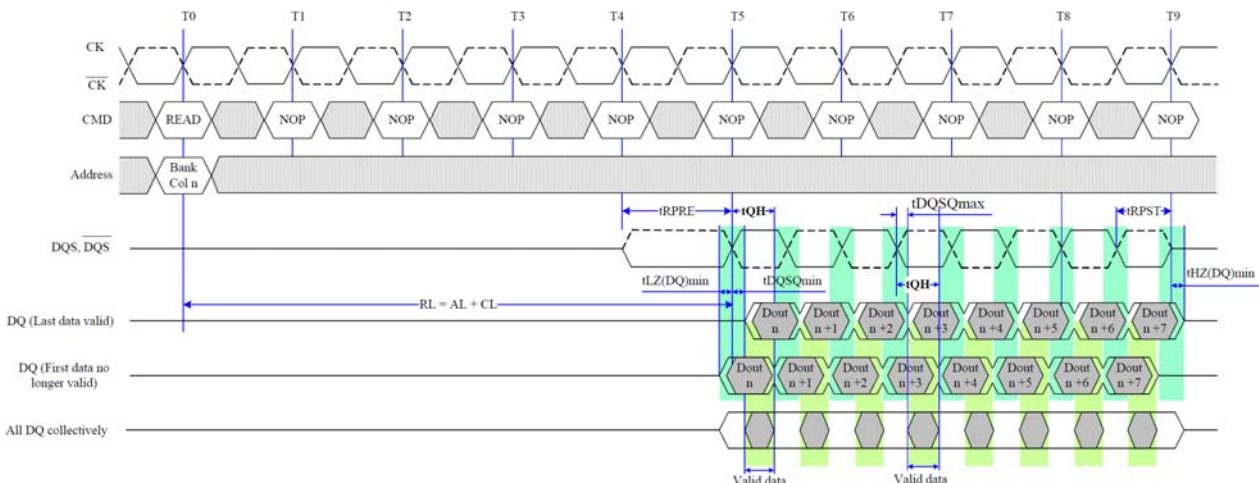 T0 T1 T2 T3 T4 T5 T6 T7 T8 T9
CK
CK
CMD READ NOP NOP NOP NOP NOP NOP NOP NOP NOP
Address Bank
Col n
tRPRE tQH tDQSQmax tRPST
DQS, DQS
tLZ(DQ)min tDQSQmin tHZ(DQ)min
tQH
RL = AL + CL
DQ (Last data valid) Dout Dout Dout Dout Dout Dout Dout Dout
n n +1 n +2 n +3 n +4 n +5 n +6 n +7
DQ (First data no
longer valid)
Dout Dout Dout Dout Dout Dout Dout Dout
n n +1 n +2 n +3 n +4 n +5 n +6 n +7
All DQ collectively
Valid data Valid data